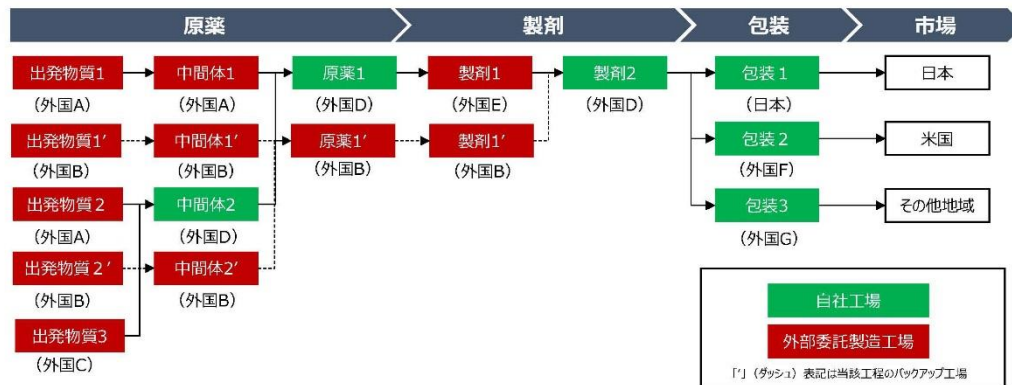 原薬 製剤 包装 市場
出発物質1 中間体1 原薬1 製剤1 製剤2 包装1 日本
(外国A) (外国A) (外国D) (外国E) (外国D) (日本)
出発物質1′ 中間体1′ 原薬1′ 製剤1′ 包装2 米国
(外国B) (外国B) (外国B) (外国B) (外国F)
出発物質2 中間体2 包装3 その他地域
(外国A) (外国D) (外国G)
出発物質2′ 中間体2′
(外国B) (外国B)
出発物質3
(外国C)
自社工場
外部委託製造工場
「′」(ダッシュ)表記は当該工程のバックアップ工場